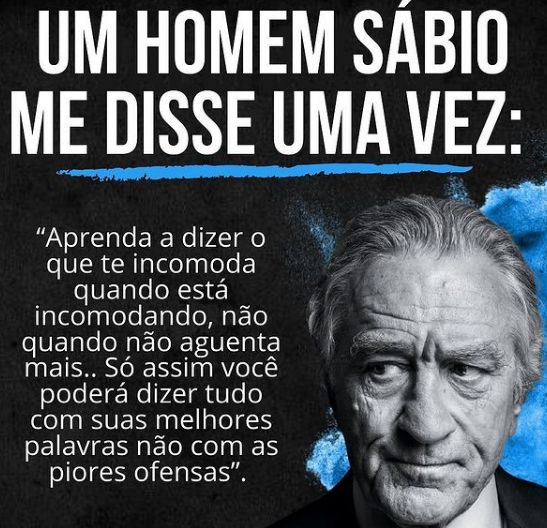 UM HOMEM SÁBIO
ME DISSE UMA VEZ:
“Aprenda a dizer o
que te incomoda
quando está
incomodando, não
quando não aguenta
mais.. Só assim você
poderá dizer tudo
com suas melhores
palavras não com as
piores ofensas”.